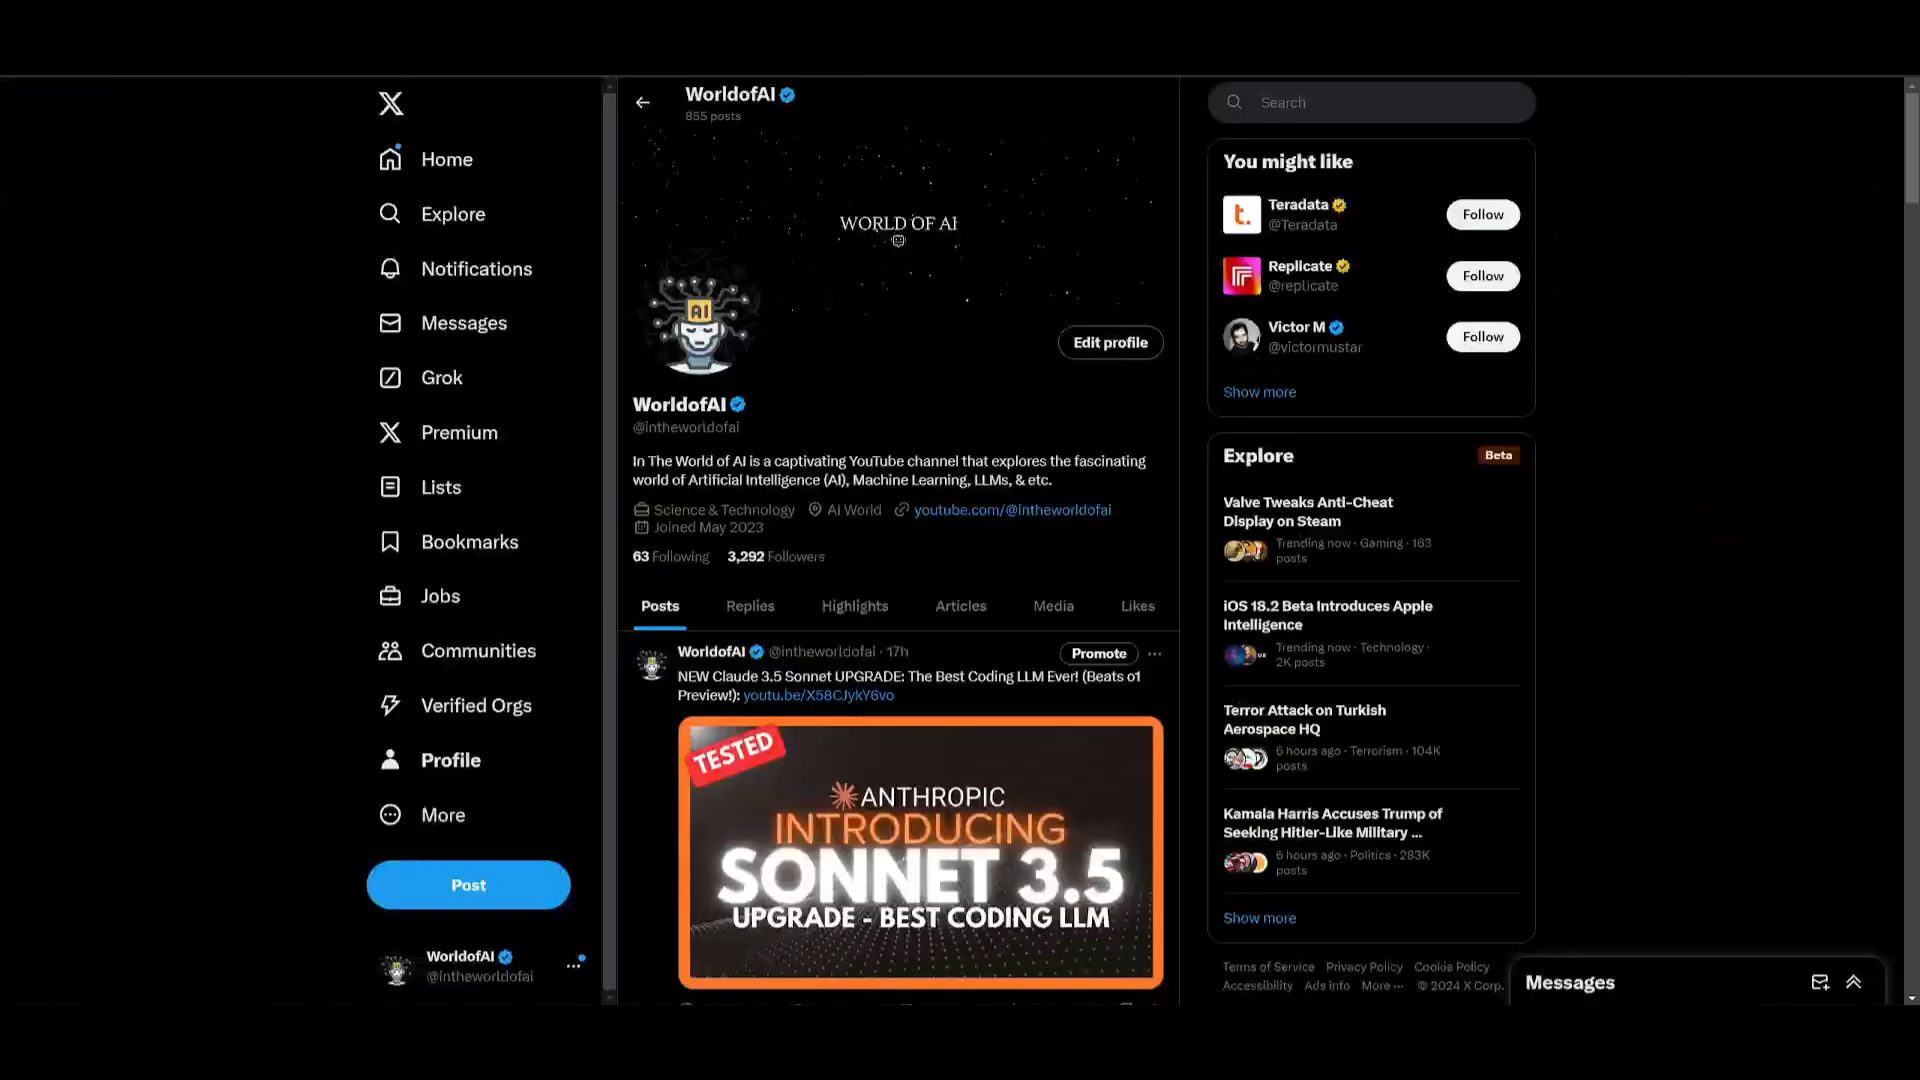 Home
Explore
Notifications
Messages
Grok
Premium
Lists
Bookmarks
Jobs
Communities
Verified Orgs
Profile
More
Post
WorldofAI
@intheworldofai
WorldofAI
855 posts
WORLD OF AI
AI
Edit profile
WorldofAI
@intheworldofai
In The World of AI is a captivating YouTube channel that explores the fascinating
world of Artificial Intelligence (AI), Machine Learning, LLMs, & etc.
Science & Technology AI World youtube.com/@intheworldofai
Joined May 2023
63 Following 3,292 Followers
Posts Replies Highlights Articles Media Likes
WorldofAI @intheworldofai · 17h Promote
NEW Claude 3.5 Sonnet UPGRADE: The Best Coding LLM Ever! (Beats o1
Preview!): youtu.be/X58CJykY6vo
TESTED
ANTHROPIC
INTRODUCING
SONNET 3.5
UPGRADE - BEST CODING LLM
Search
You might like
Teradata
@Teradata
Follow
Replicate
@replicate
Follow
Victor M
@victormustar
Follow
Show more
Explore Beta
Valve Tweaks Anti-Cheat
Display on Steam
Trending now · Gaming · 163
posts
iOS 18.2 Beta Introduces Apple
Intelligence
Trending now · Technology ·
2K posts
Terror Attack on Turkish
Aerospace HQ
6 hours ago · Terrorism · 104K
posts
Kamala Harris Accuses Trump of
Seeking Hitler-Like Military ...
6 hours ago · Politics · 283K
posts
Show more
Terms of Service Privacy Policy Cookie Policy
Accessibility Ads info More ··· © 2024 X Corp.
Messages